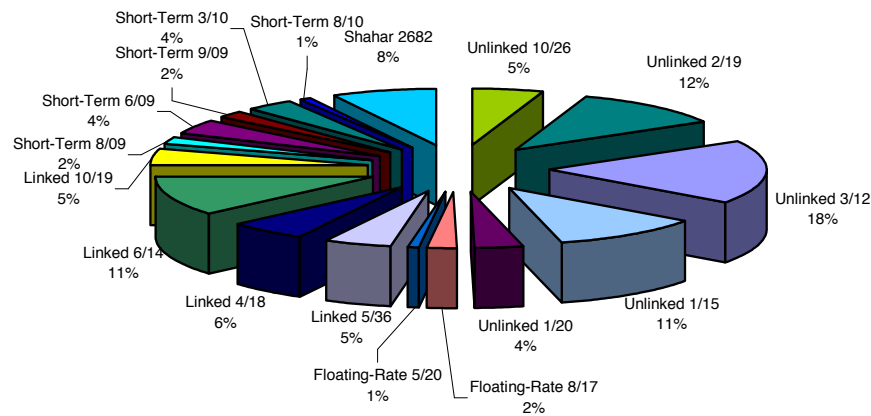 Short-Term 3/10
4%
Short-Term 8/10
1%
Shahar 2682
8%
Unlinked 10/26
5%
Unlinked 2/19
12%
Unlinked 3/12
18%
Unlinked 1/15
11%
Unlinked 1/20
4%
Floating-Rate 8/17
2%
Floating-Rate 5/20
1%
Linked 5/36
5%
Linked 4/18
6%
Linked 6/14
11%
Linked 10/19
5%
Short-Term 8/09
2%
Short-Term 6/09
4%
Short-Term 9/09
2%